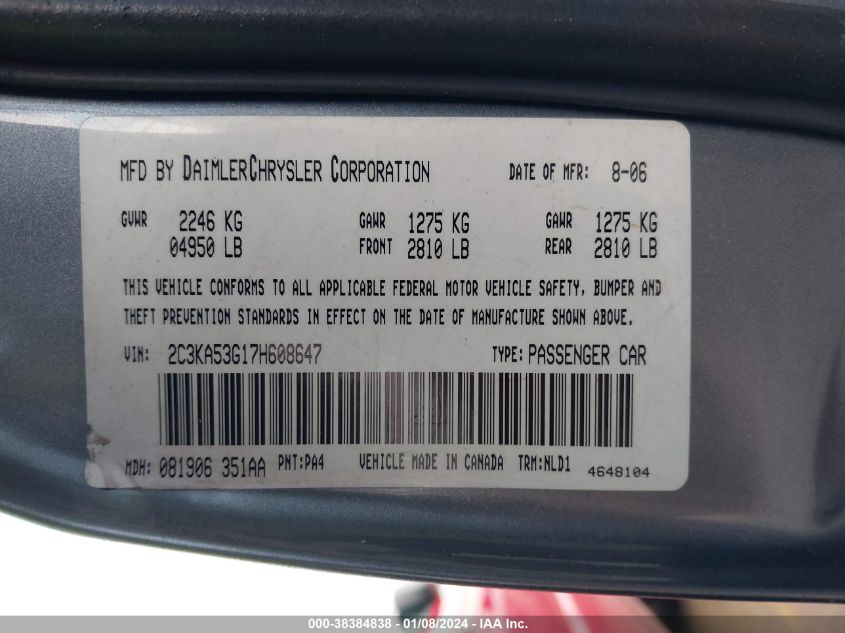 MFD BY DAIMLERCHRYSLER CORPORATION DATE OF MFR: 8-06
GVWR 2246 KG GAWR 1275 KG GAWR 1275 KG
04950 LB FRONT 2810 LB REAR 2810 LB
THIS VEHICLE CONFORMS TO ALL APPLICABLE FEDERAL MOTOR VEHICLE SAFETY, BUMPER AND
THEFT PREVENTION STANDARDS IN EFFECT ON THE DATE OF MANUFACTURE SHOWN ABOVE.
VIN: 2C3KA53G17H608647 TYPE: PASSENGER CAR
MDH: 081906 351AA PNT:PA4 VEHICLE MADE IN CANADA TRM:NLD1 4648104
000-38384838 - 01/08/2024 - IAA Inc.